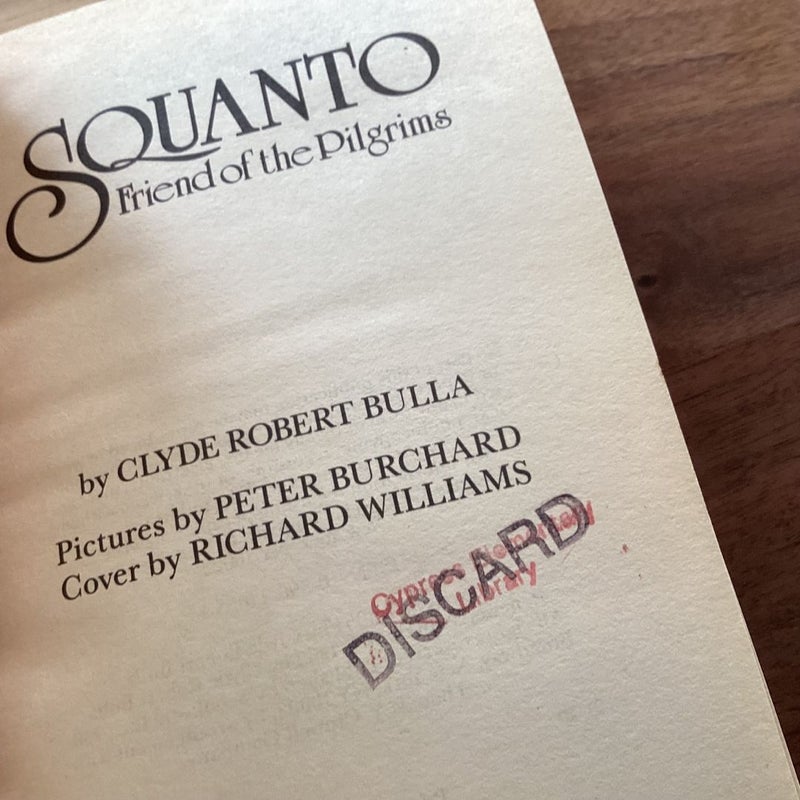 SQUANTO
Friend of the Pilgrims
by CLYDE ROBERT BULLA
Pictures by PETER BURCHARD
Cover by RICHARD WILLIAMS
Cypress Elementary
Library
DISCARD